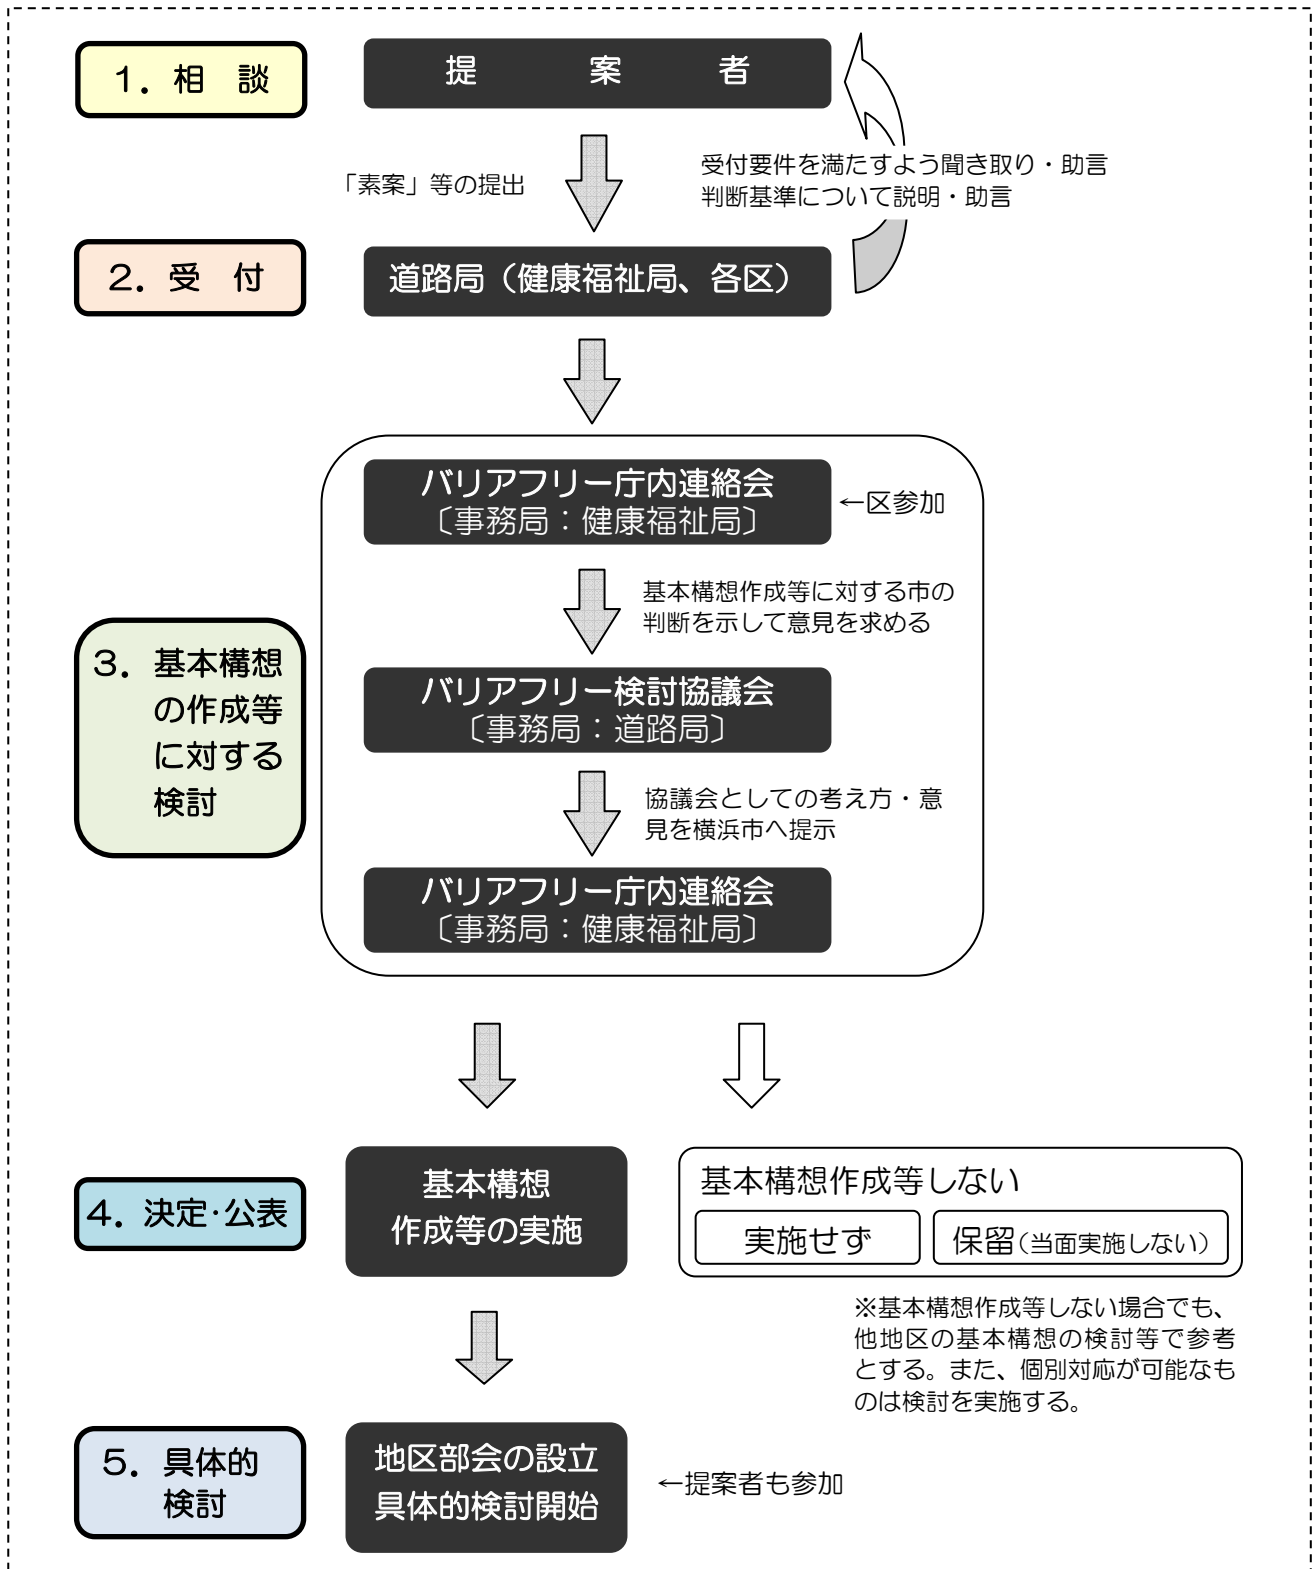 1. 相 談
提 案 者
「素案」等の提出
受付要件を満たすよう聞き取り・助言
判断基準について説明・助言
2. 受 付
道路局（健康福祉局、各区）
バリアフリー庁内連絡会
〔事務局：健康福祉局〕
←区参加
基本構想作成等に対する市の
判断を示して意見を求める
3. 基本構想
の作成等
に対する
検討
バリアフリー検討協議会
〔事務局：道路局〕
協議会としての考え方・意
見を横浜市へ提示
バリアフリー庁内連絡会
〔事務局：健康福祉局〕
4. 決定・公表
基本構想
作成等の実施
基本構想作成等しない
実施せず
保留（当面実施しない）
※基本構想作成等しない場合でも、
他地区の基本構想の検討等で参考
とする。また、個別対応が可能なも
のは検討を実施する。
5. 具体的
検討
地区部会の設立
具体的検討開始
←提案者も参加